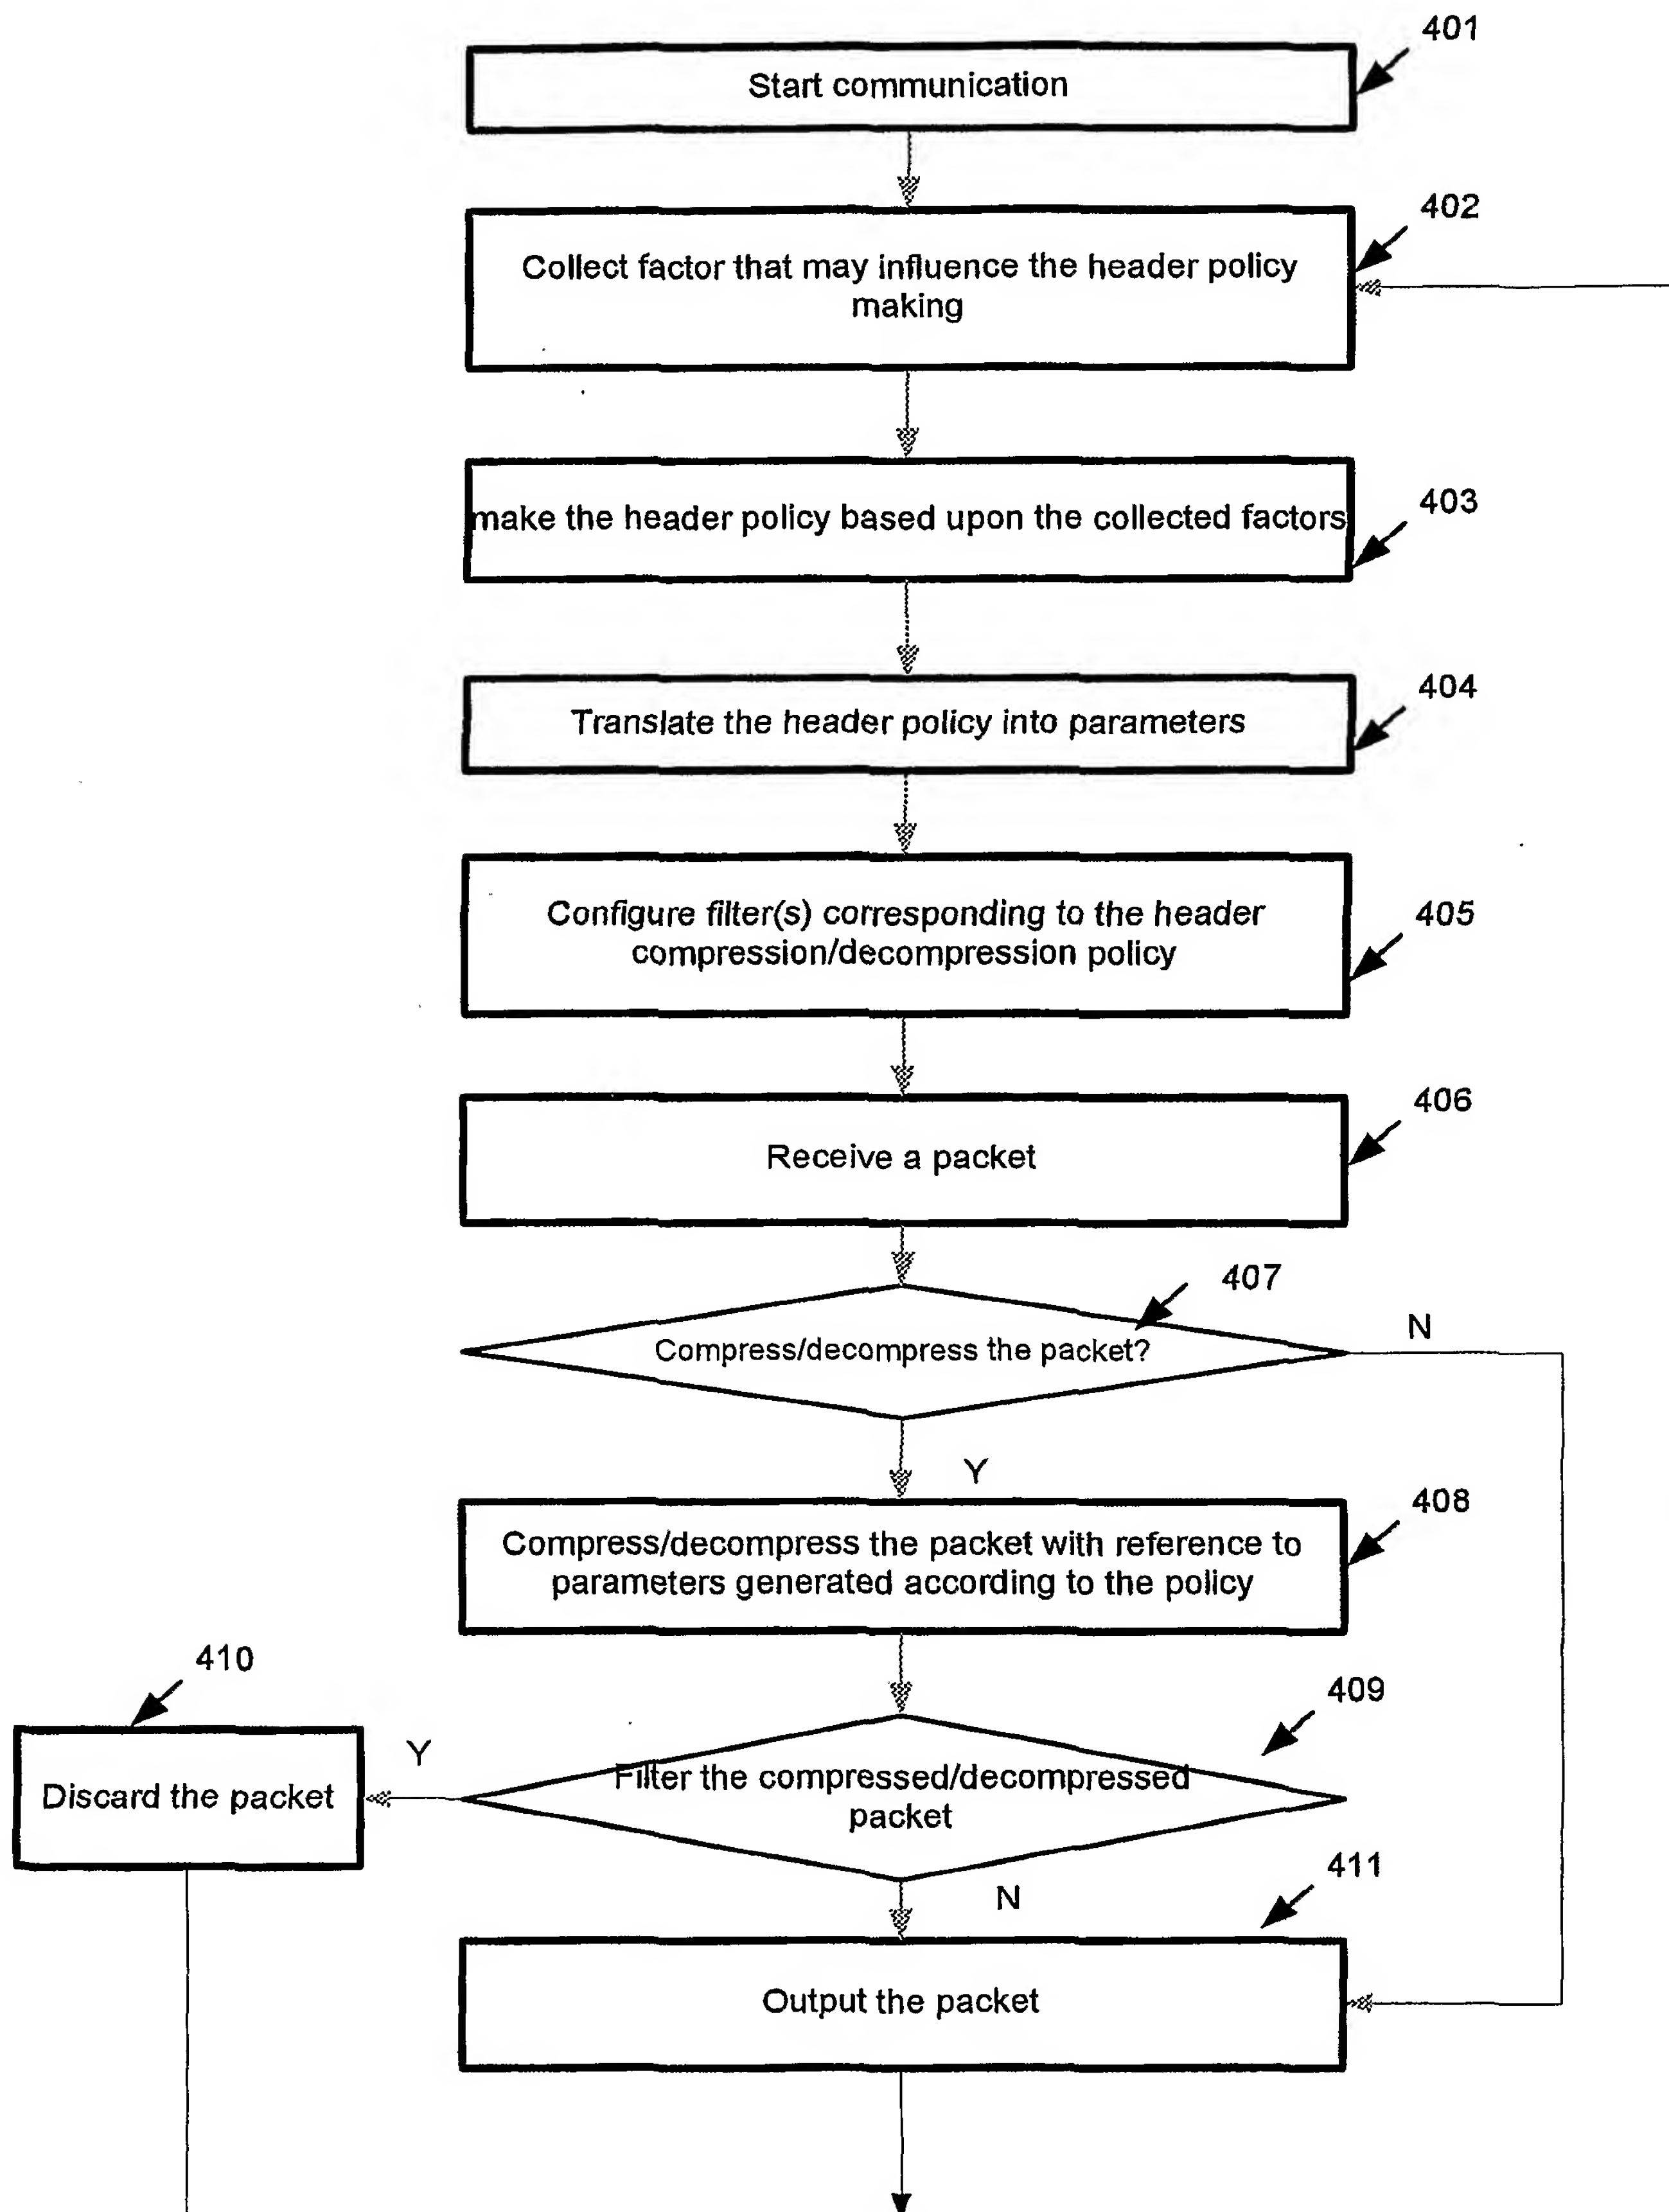 401
Start communication
402
Collect factor that may influence the header policy
making
403
make the header policy based upon the collected factors
404
Translate the header policy into parameters
405
Configure filter(s) corresponding to the header
compression/decompression policy
406
Receive a packet
407
Compress/decompress the packet?
N
Y
408
Compress/decompress the packet with reference to
parameters generated according to the policy
410
409
Y
Discard the packet
Filter the compressed/decompressed
packet
411
N
Output the packet